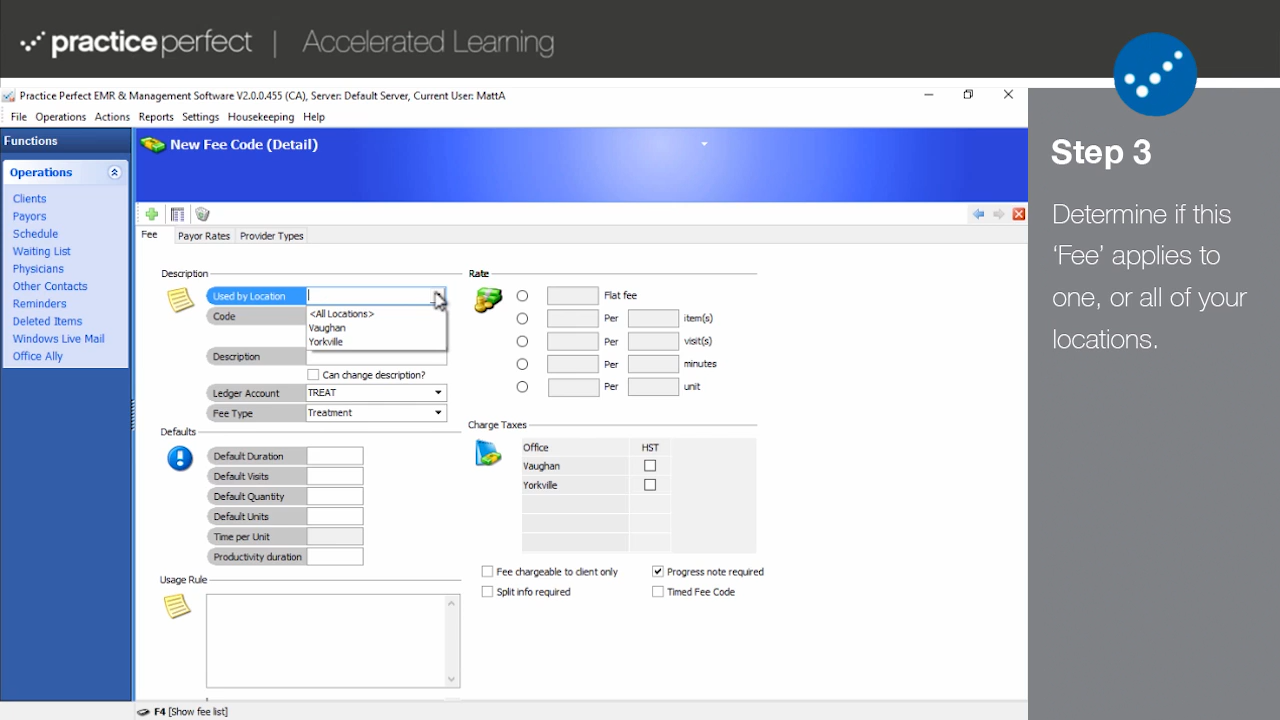 practiceperfect | Accelerated Learning
Practice Perfect EMR & Management Software V2.0.0.455 (CA), Server: Default Server, Current User: MattA
File Operations Actions Reports Settings Housekeeping Help
Functions
Operations
Clients
Payors
Schedule
Waiting List
Physicians
Other Contacts
Reminders
Deleted Items
Windows Live Mail
Office Ally
New Fee Code (Detail)
Fee Payor Rates Provider Types
Description
Used by Location
<All Locations>
Vaughan
Yorkville
Code
Description
Can change description?
Ledger Account TREAT
Fee Type Treatment
Defaults
Default Duration
Default Visits
Default Quantity
Default Units
Time per Unit
Productivity duration
Usage Rule
Rate
Flat fee
Per item(s)
Per visit(s)
Per minutes
Per unit
Charge Taxes
Office HST
Vaughan
Yorkville
Fee chargeable to client only Progress note required
Split info required Timed Fee Code
F4 [Show fee list]
Step 3
Determine if this
‘Fee’ applies to
one, or all of your
locations.